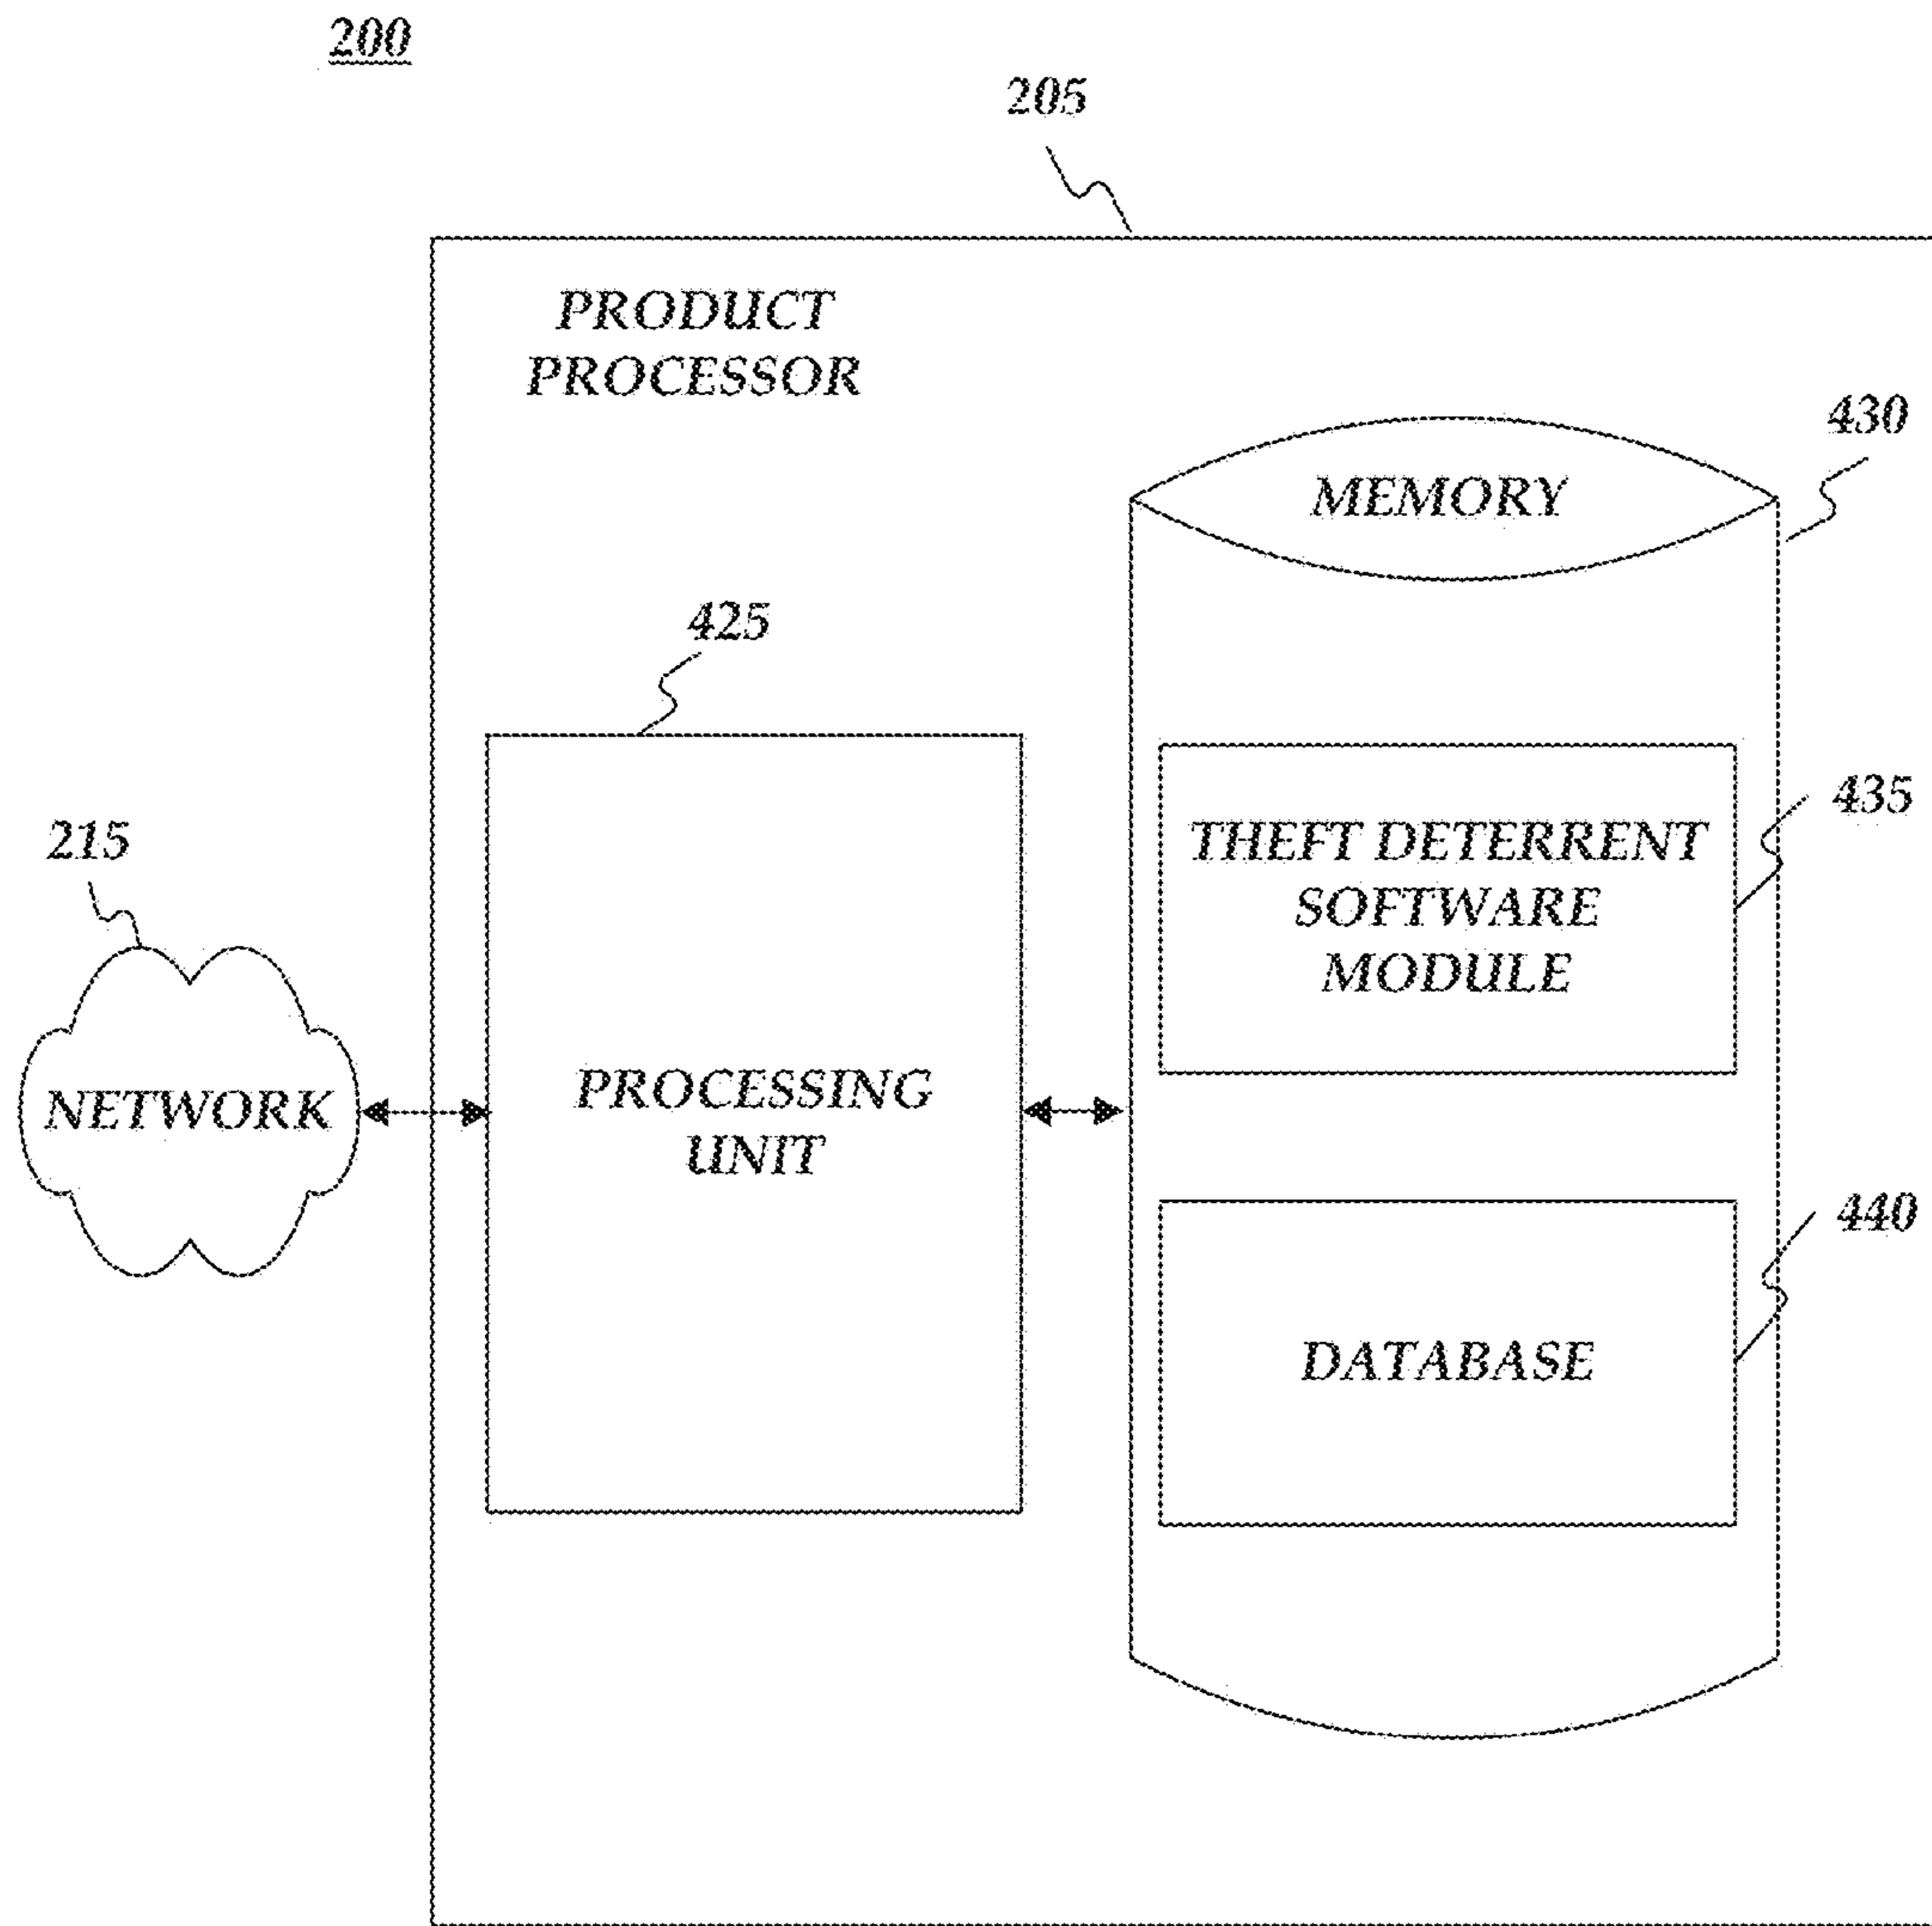 200
205
PRODUCT
PROCESSOR
430
MEMORY
425
435
THEFT DETERRENT
SOFTWARE
MODULE
215
NETWORK
PROCESSING
UNIT
440
DATABASE